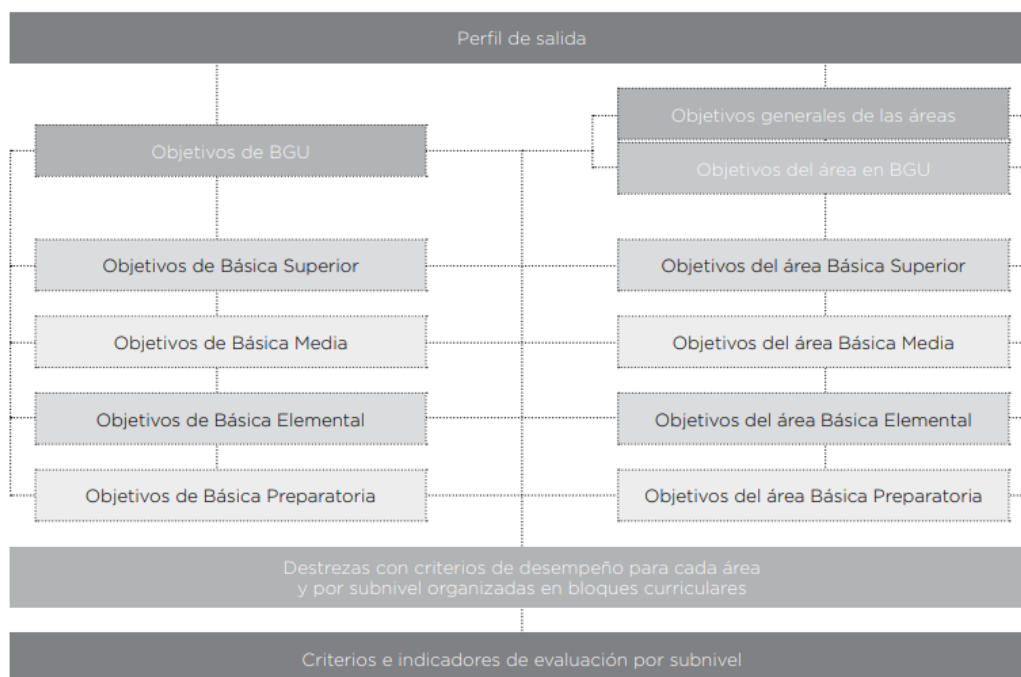 Perfil de salida
Objetivos generales de las áreas
Objetivos de BGU
Objetivos del área en BGU
Objetivos de Básica Superior
Objetivos del área Básica Superior
Objetivos de Básica Media
Objetivos del área Básica Media
Objetivos de Básica Elemental
Objetivos del área Básica Elemental
Objetivos de Básica Preparatoria
Objetivos del área Básica Preparatoria
Destrezas con criterios de desempeño para cada área
y por subnivel organizadas en bloques curriculares
Criterios e indicadores de evaluación por subnivel